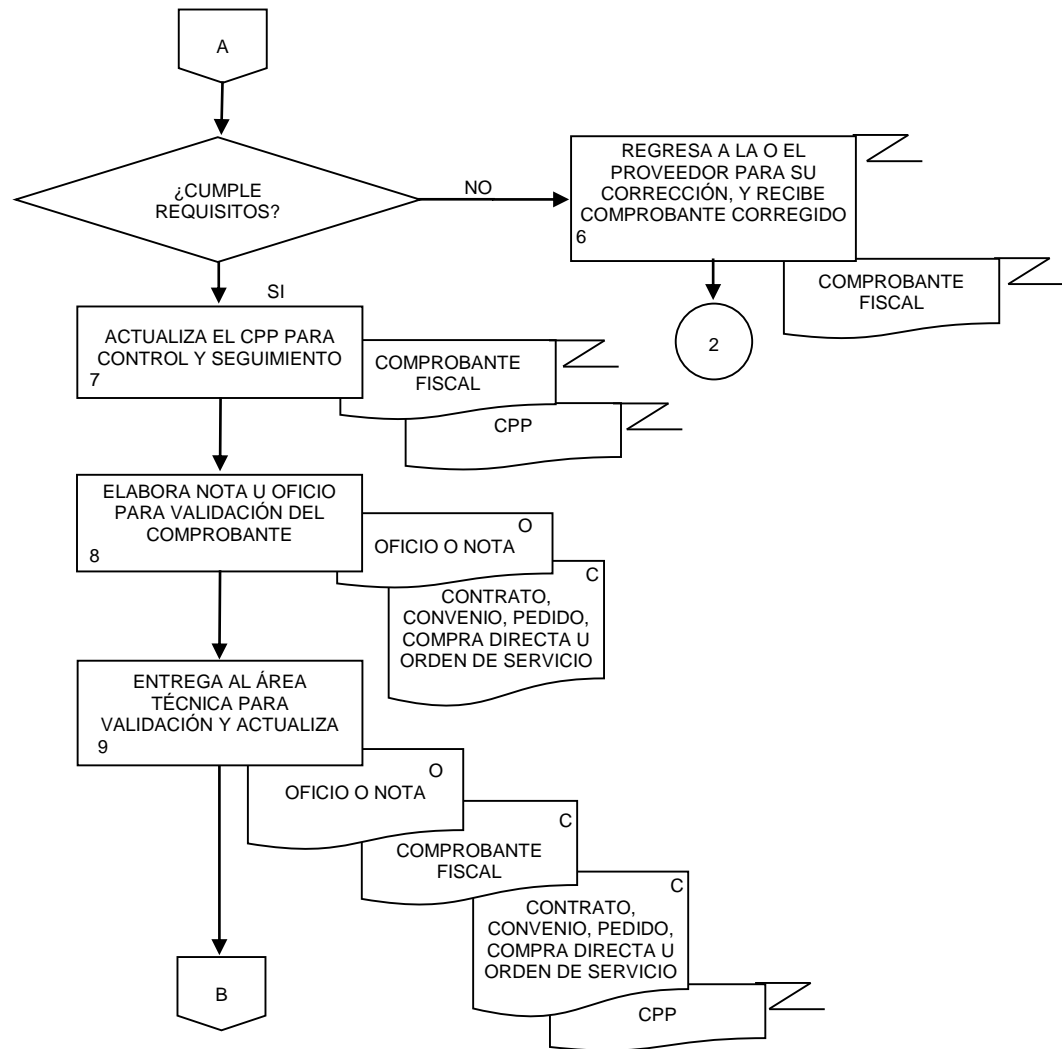 A
¿CUMPLE
REQUISITOS?
NO
REGRESA A LA O EL
PROVEEDOR PARA SU
CORRECCIÓN, Y RECIBE
COMPROBANTE CORREGIDO
6
COMPROBANTE
FISCAL
2
SI
ACTUALIZA EL CPP PARA
CONTROL Y SEGUIMIENTO
7
COMPROBANTE
FISCAL
CPP
ELABORA NOTA U OFICIO
PARA VALIDACIÓN DEL
COMPROBANTE
8
O
OFICIO O NOTA
C
CONTRATO,
CONVENIO, PEDIDO,
COMPRA DIRECTA U
ORDEN DE SERVICIO
ENTREGA AL ÁREA
TÉCNICA PARA
VALIDACIÓN Y ACTUALIZA
9
O
OFICIO O NOTA
C
COMPROBANTE
FISCAL
C
CONTRATO,
CONVENIO, PEDIDO,
COMPRA DIRECTA U
ORDEN DE SERVICIO
CPP
B